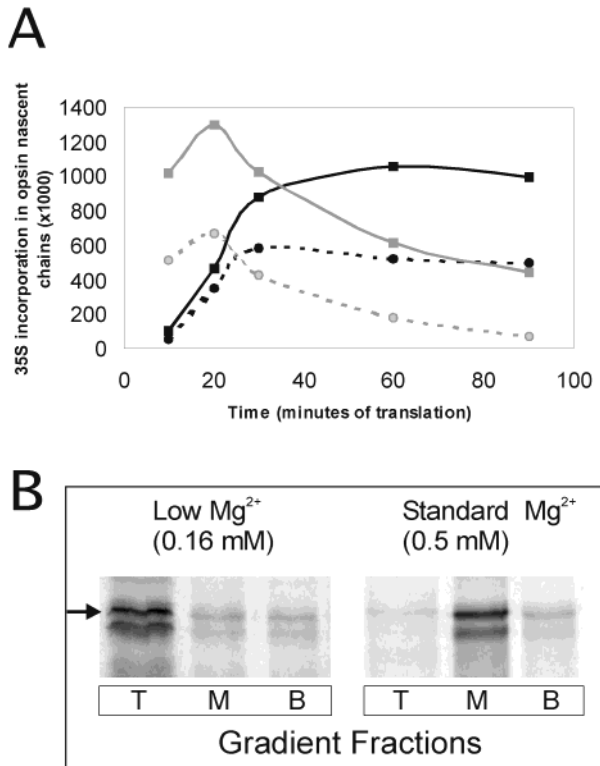 A
35S incorporation in opsin nascent
chains (x1000)
1400
1200
1000
800
600
400
200
0
0 20 40 60 80 100
Time (minutes of translation)
B
Low Mg²⁺ Standard Mg²⁺
(0.16 mM) (0.5 mM)
T M B T M B
Gradient Fractions